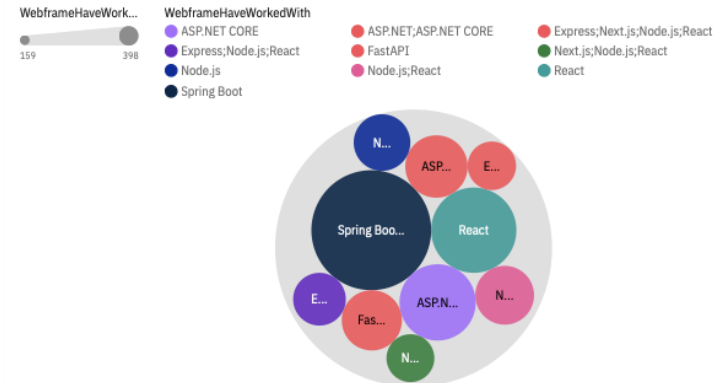 WebframeHaveWork...
159
398
WebframeHaveWorkedWith
ASP.NET CORE
ASP.NET;ASP.NET CORE
Express;Next.js;Node.js;React
Express;Node.js;React
FastAPI
Next.js;Node.js;React
Node.js
Node.js;React
React
Spring Boot
N...
ASP...
E...
Spring Boo...
React
E...
Fas...
ASP.N...
N...
N...